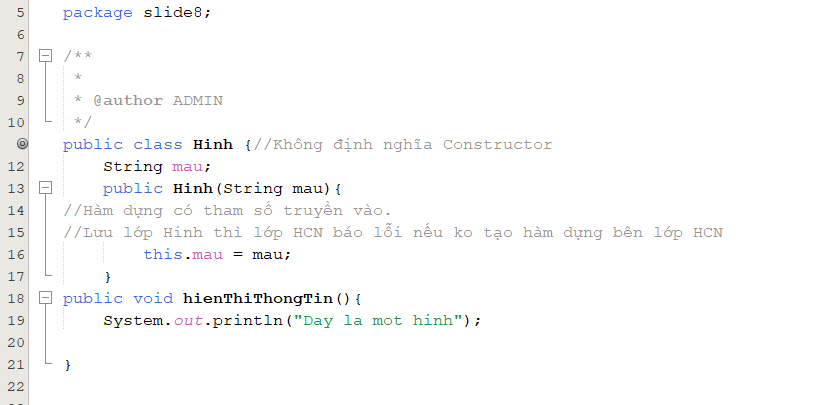 5 package slide8;
6
7 /**
8 *
9 * @author ADMIN
10 */
public class Hinh {//Không định nghĩa Constructor
12 String mau;
13 public Hinh(String mau){
14 //Hàm dựng có tham số truyền vào.
15 //Lưu lớp Hinh thì lớp HCN báo lỗi nếu ko tạo hàm dựng bên lớp HCN
16 this.mau = mau;
17 }
18 public void hienThiThongTin(){
19 System.out.println("Day la mot hinh");
20
21 }
22